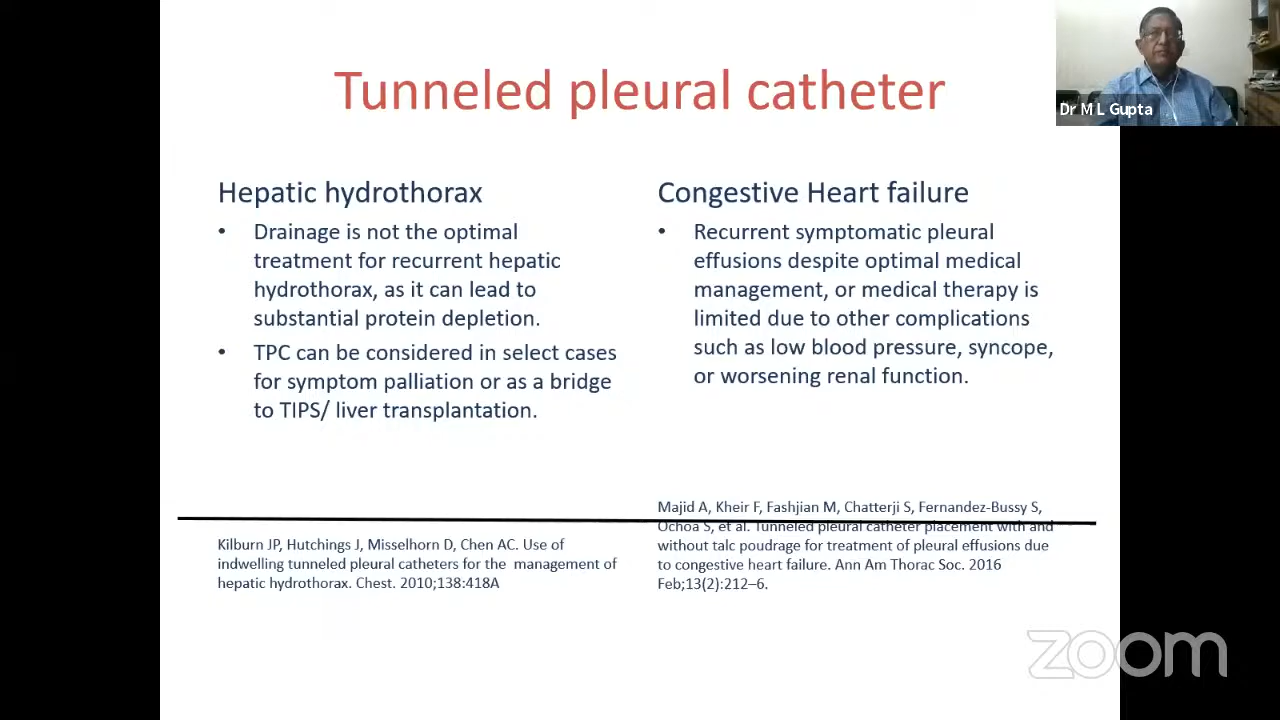 Tunneled pleural catheter
Dr M L Gupta
Hepatic hydrothorax
• Drainage is not the optimal
treatment for recurrent hepatic
hydrothorax, as it can lead to
substantial protein depletion.
• TPC can be considered in select cases
for symptom palliation or as a bridge
to TIPS/ liver transplantation.
Kilburn JP, Hutchings J, Misselhorn D, Chen AC. Use of
indwelling tunneled pleural catheters for the management of
hepatic hydrothorax. Chest. 2010;138:418A
Congestive Heart failure
• Recurrent symptomatic pleural
effusions despite optimal medical
management, or medical therapy is
limited due to other complications
such as low blood pressure, syncope,
or worsening renal function.
Majid A, Kheir F, Fashjian M, Chatterji S, Fernandez-Bussy S,
Ochoa S, et al. Tunneled pleural catheter placement with and
without talc poudrage for treatment of pleural effusions due
to congestive heart failure. Ann Am Thorac Soc. 2016
Feb;13(2):212–6.
zoom